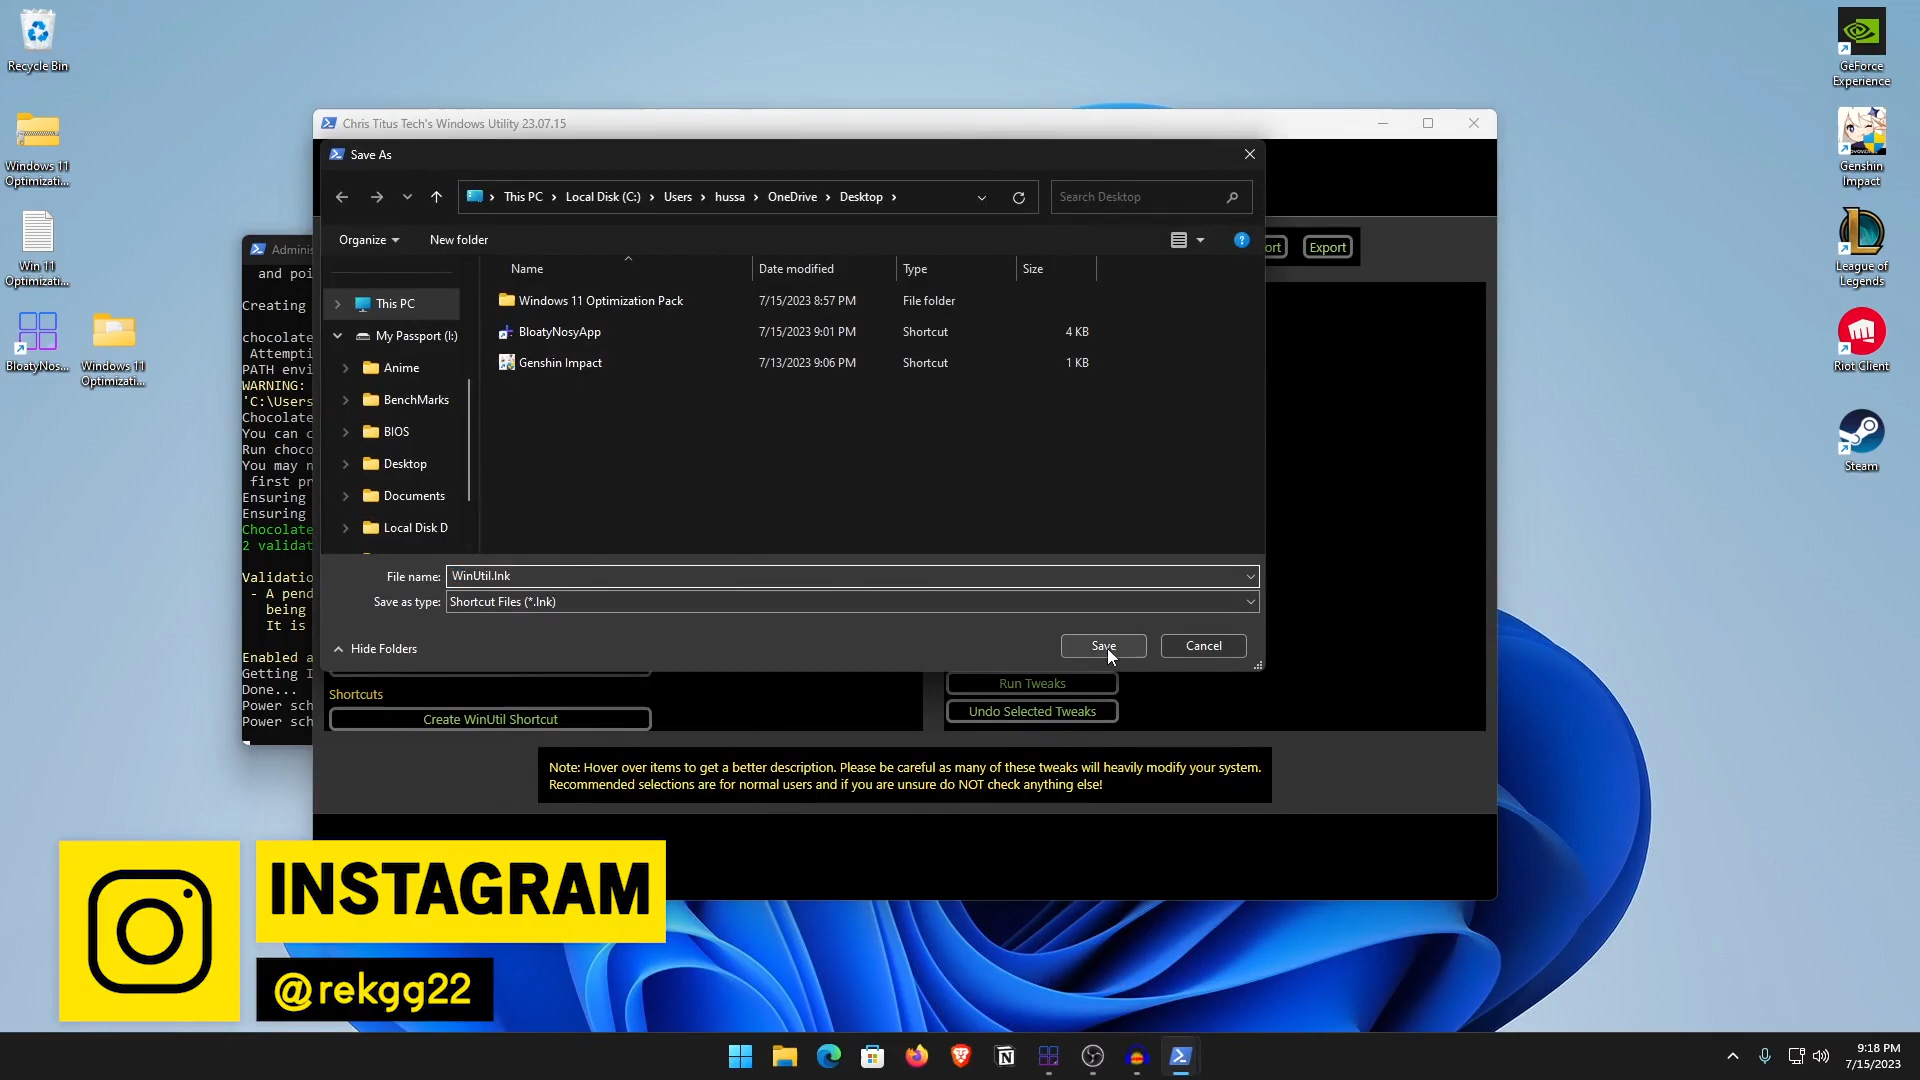 Recycle Bin
Windows 11
Optimizati...
Win 11
Optimizati...
BloatyNos...
Windows 11
Optimizati...
GeForce
Experience
Genshin
Impact
League of
Legends
Riot Client
Steam
Chris Titus Tech's Windows Utility 23.07.15
Save As
This PC
Local Disk (C:)
Users
hussa
OneDrive
Desktop
Search Desktop
Organize
New folder
Export
Name
Date modified
Type
Size
Windows 11 Optimization Pack 7/15/2023 8:57 PM File folder
BloatyNosyApp 7/15/2023 9:01 PM Shortcut 4 KB
Genshin Impact 7/13/2023 9:06 PM Shortcut 1 KB
This PC
My Passport (I:)
Anime
BenchMarks
BIOS
Desktop
Documents
Local Disk D
File name: WinUtil.lnk
Save as type: Shortcut Files (*.lnk)
Hide Folders
Save
Cancel
Adminis
and poi
Creating
chocolate
Attempti
PATH envi
WARNING:
'C:\Users
Chocolate
You can c
Run choco
You may n
first pr
Ensuring
Ensuring
Chocolate
2 validat
Validatio
- A pend
being
It is
Enabled a
Getting I
Done...
Power sch
Power sch
Shortcuts
Create WinUtil Shortcut
Run Tweaks
Undo Selected Tweaks
Note: Hover over items to get a better description. Please be careful as many of these tweaks will heavily modify your system.
Recommended selections are for normal users and if you are unsure do NOT check anything else!
INSTAGRAM
@rekgg22
9:18 PM
7/15/2023